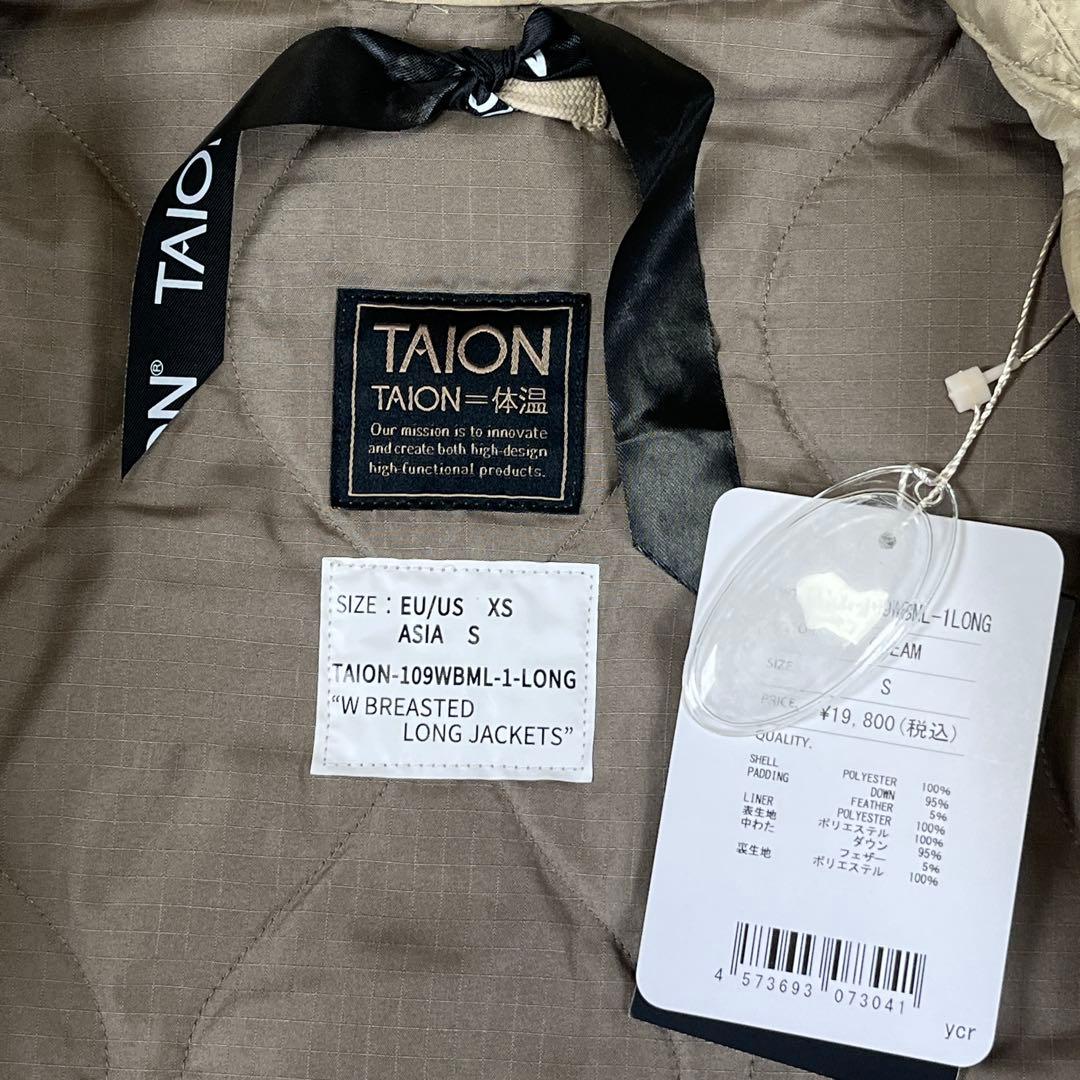 TAION
ON®
TAION
TAION=体温
Our mission is to innovate
and create both high-design
high-functional products.
SIZE : EU/US XS
ASIA S
TAION-109WBML-1-LONG
“W BREASTED
LONG JACKETS”
9WBML-1LONG
EAM
SIZE. S
PRICE. ¥19,800(税込)
QUALITY.
SHELL POLYESTER 100%
PADDING DOWN 95%
FEATHER 5%
LINER POLYESTER 100%
表生地 ポリエステル 100%
中わた ダウン 95%
フェザー 5%
裏生地 ポリエステル 100%
4 573693 073041
ycr